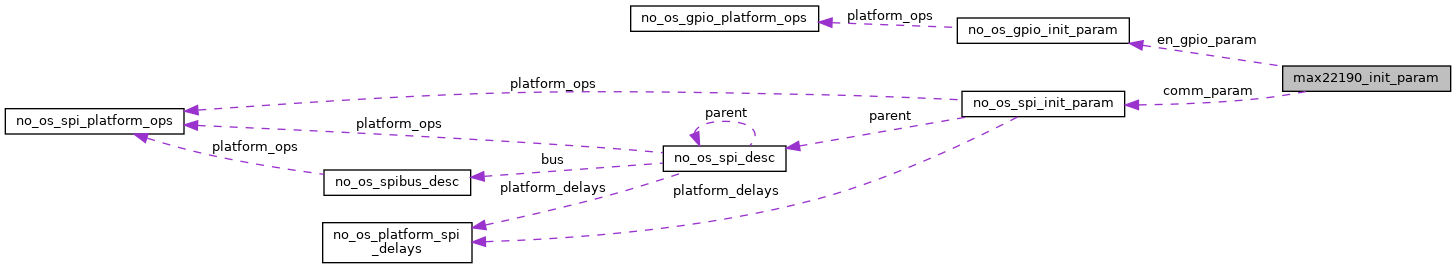 no_os_gpio_platform_ops
platform_ops
no_os_gpio_init_param
en_gpio_param
max22190_init_param
comm_param
no_os_spi_init_param
platform_ops
parent
parent
no_os_spi_platform_ops
platform_ops
no_os_spi_desc
platform_ops
bus
no_os_spibus_desc
platform_delays
platform_delays
no_os_platform_spi
_delays